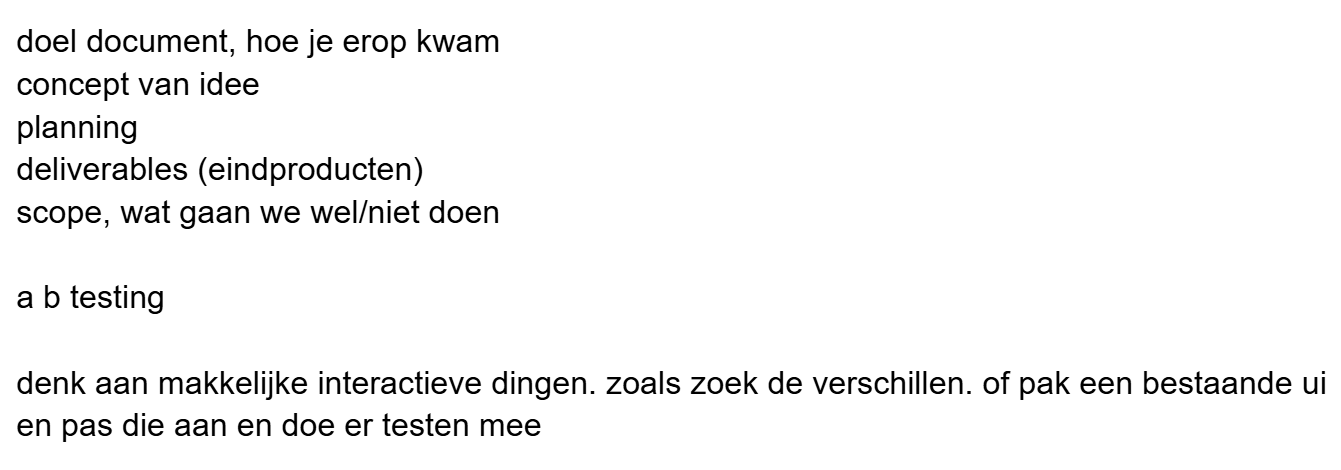 doel document, hoe je erop kwam
concept van idee
planning
deliverables (eindproducten)
scope, wat gaan we wel/niet doen
a b testing
denk aan makkelijke interactieve dingen. zoals zoek de verschillen. of pak een bestaande ui
en pas die aan en doe er testen mee